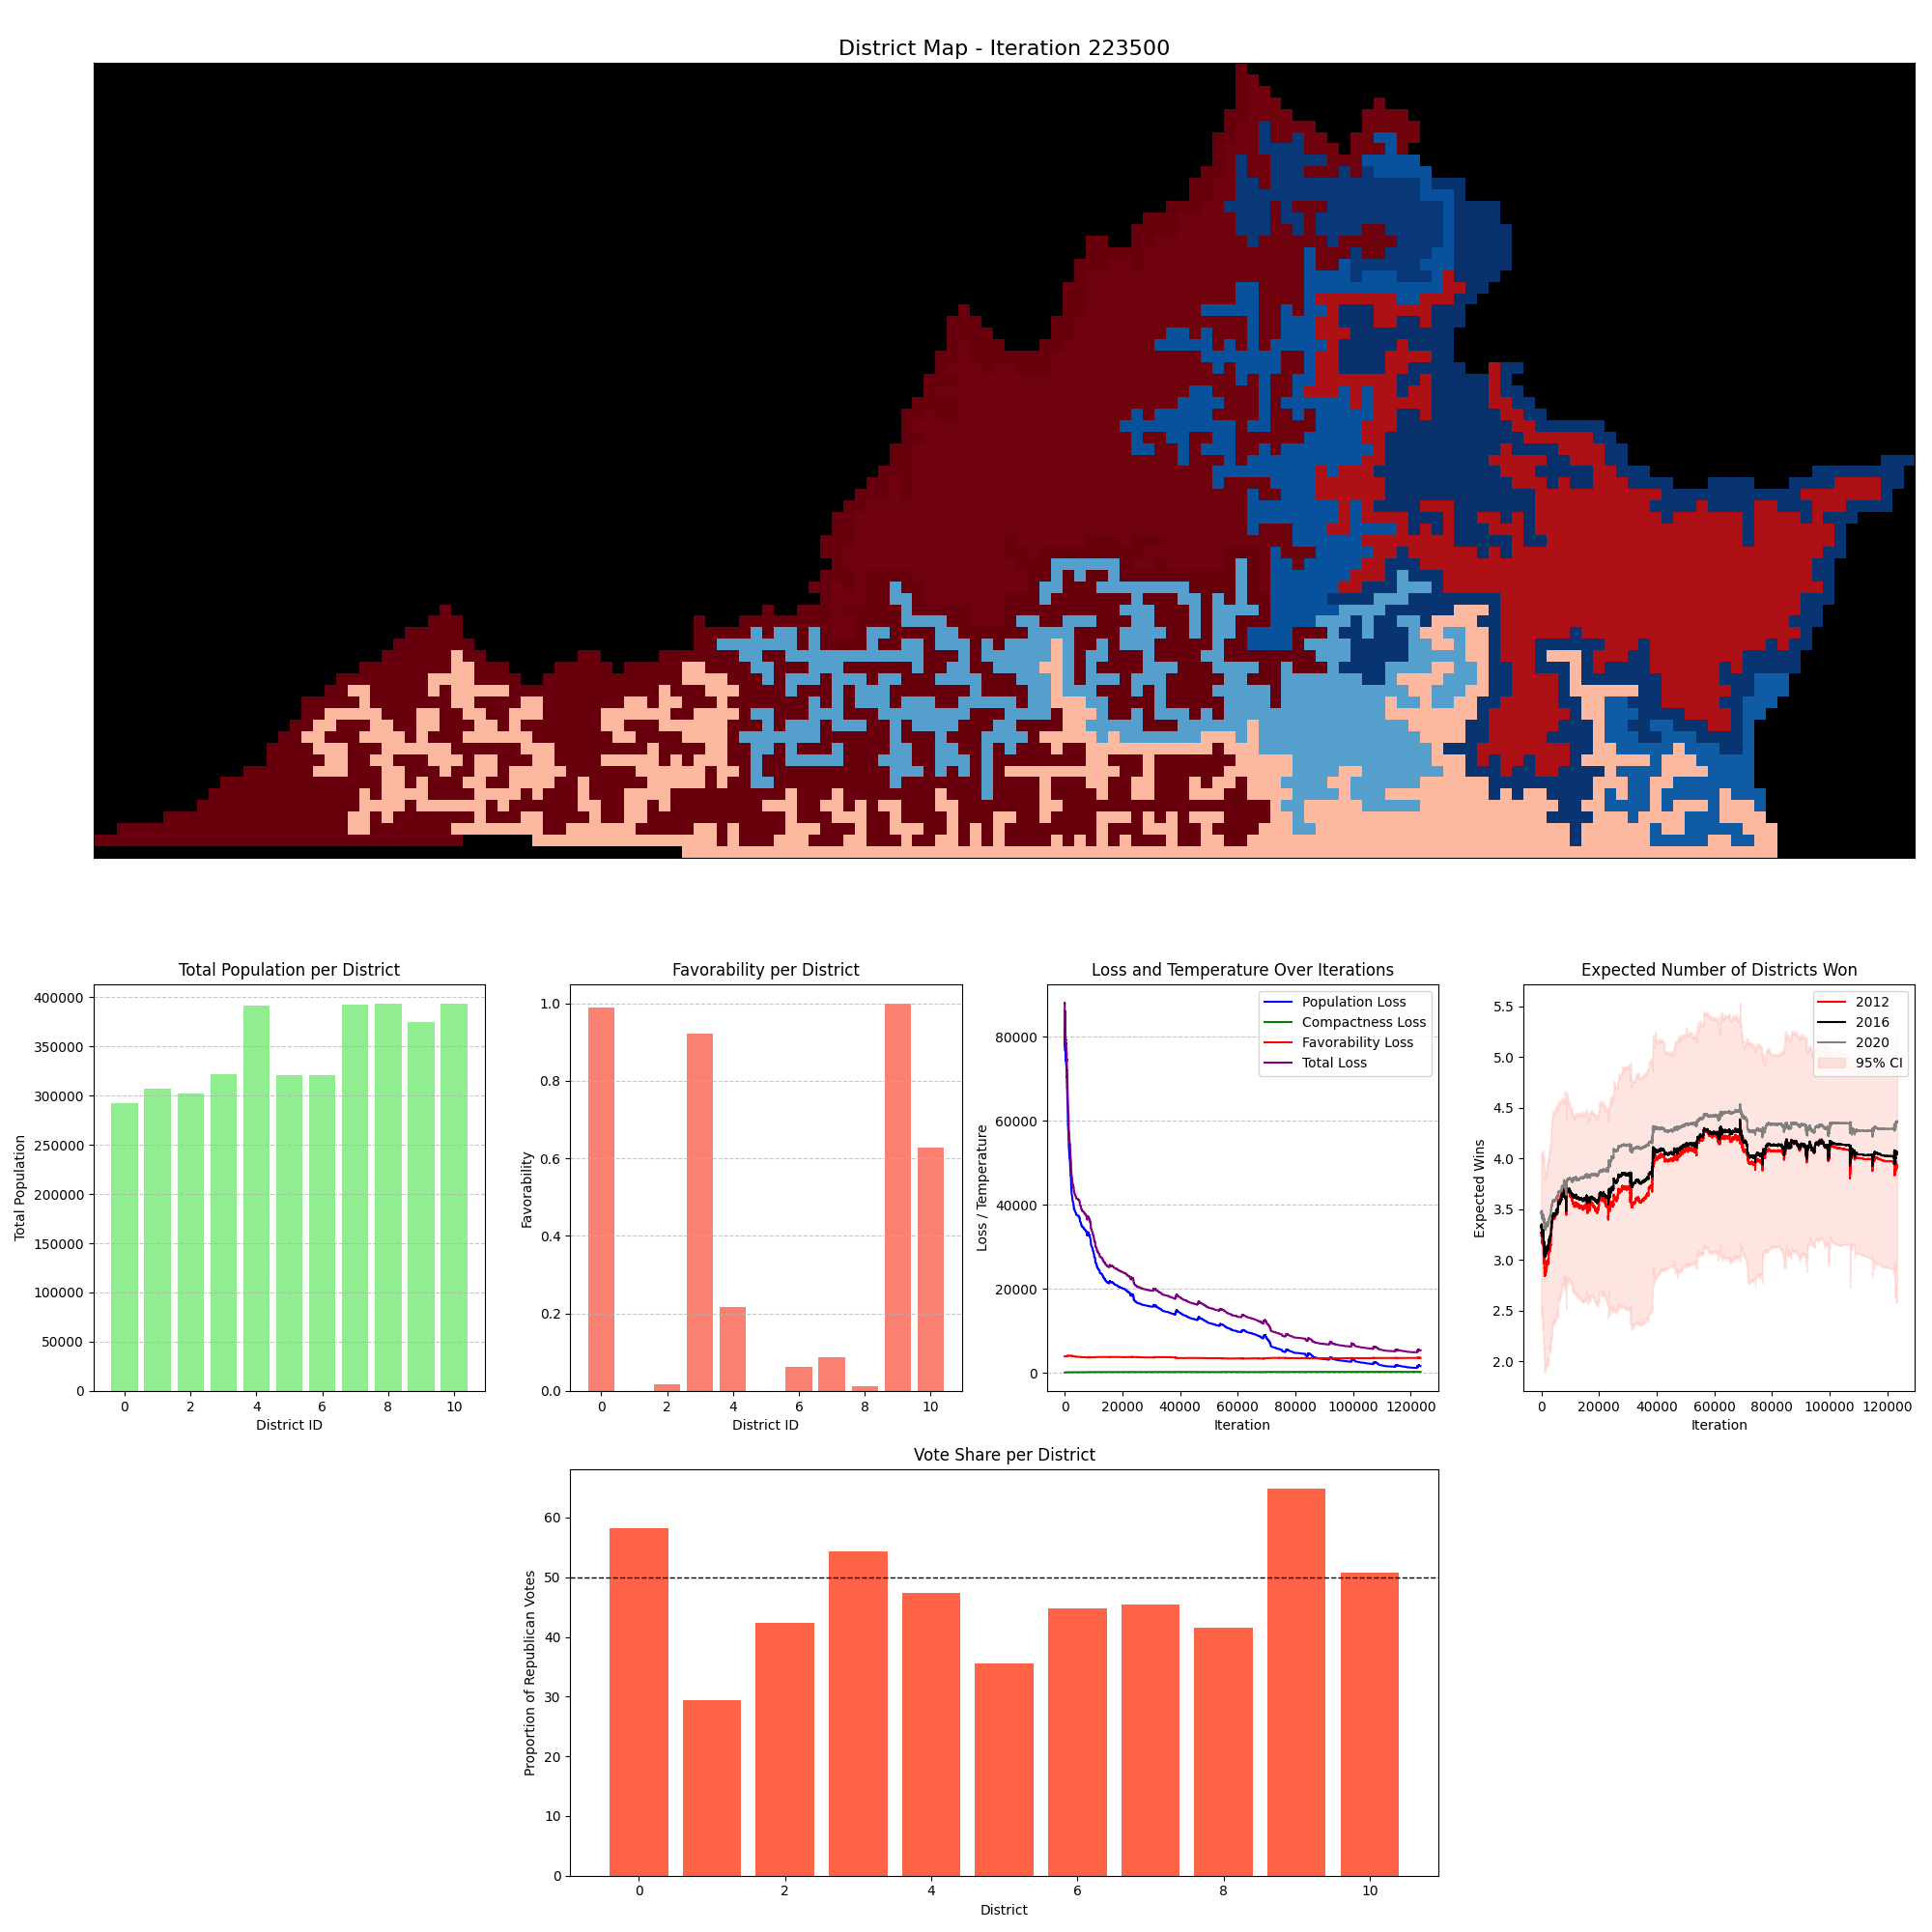 District Map - Iteration 223500
Total Population per District
Total Population
400000
350000
300000
250000
200000
150000
100000
50000
0
0 2 4 6 8 10
District ID
Favorability per District
Favorability
1.0
0.8
0.6
0.4
0.2
0.0
0 2 4 6 8 10
District ID
Loss and Temperature Over Iterations
Loss / Temperature
80000
60000
40000
20000
0
Population Loss
Compactness Loss
Favorability Loss
Total Loss
0 20000 40000 60000 80000 100000 120000
Iteration
Expected Number of Districts Won
Expected Wins
5.5
5.0
4.5
4.0
3.5
3.0
2.5
2.0
2012
2016
2020
95% CI
0 20000 40000 60000 80000 100000 120000
Iteration
Vote Share per District
Proportion of Republican Votes
60
50
40
30
20
10
0
0 2 4 6 8 10
District